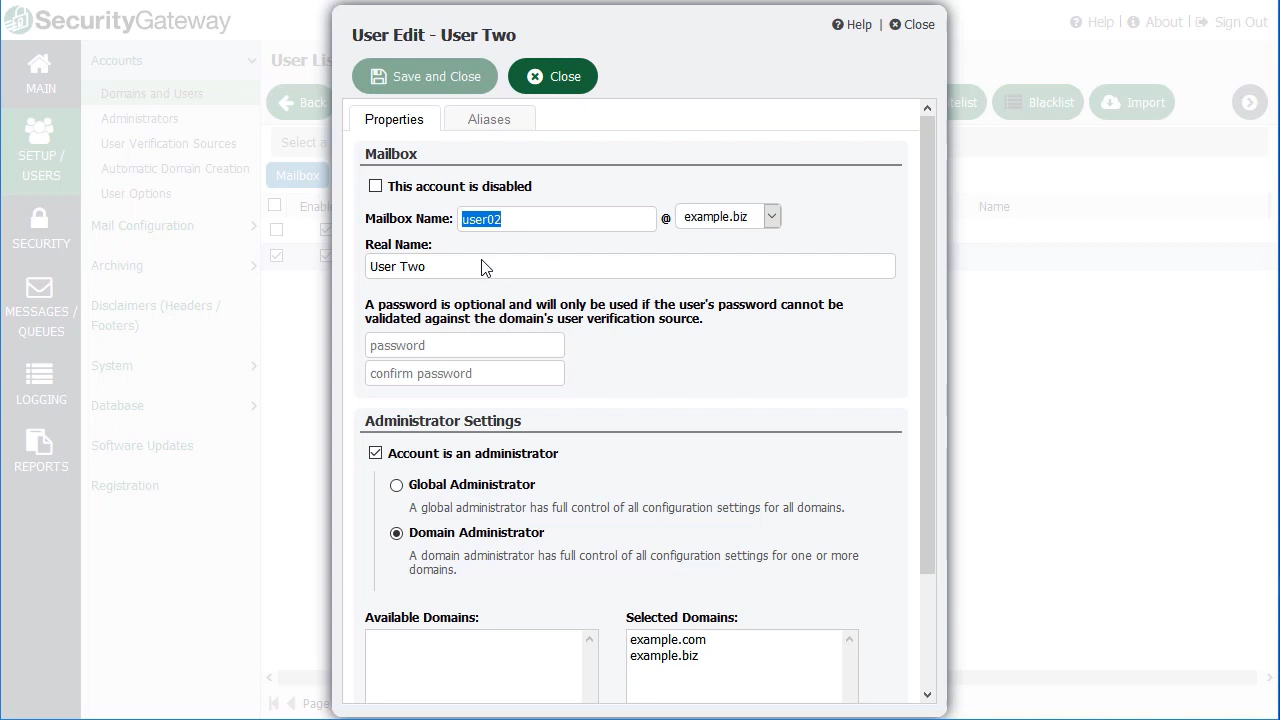 SecurityGateway
Help | About | Sign Out
MAIN
SETUP /
USERS
SECURITY
MESSAGES /
QUEUES
LOGGING
REPORTS
Accounts
Domains and Users
Administrators
User Verification Sources
Automatic Domain Creation
User Options
Mail Configuration
Archiving
Disclaimers (Headers /
Footers)
System
Database
Software Updates
Registration
User Lis
Back
Blacklist
Import
Select a
Mailbox
Enable
Name
Page
User Edit - User Two
Help | Close
Save and Close
Close
Properties
Aliases
Mailbox
This account is disabled
Mailbox Name: user02 @ example.biz
Real Name:
User Two
A password is optional and will only be used if the user's password cannot be
validated against the domain's user verification source.
password
confirm password
Administrator Settings
Account is an administrator
Global Administrator
A global administrator has full control of all configuration settings for all domains.
Domain Administrator
A domain administrator has full control of all configuration settings for one or more
domains.
Available Domains:
Selected Domains:
example.com
example.biz